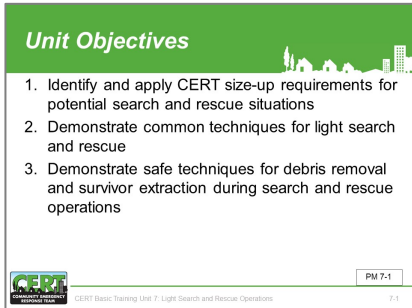 Unit Objectives
1. Identify and apply CERT size-up requirements for
potential search and rescue situations
2. Demonstrate common techniques for light search
and rescue
3. Demonstrate safe techniques for debris removal
and survivor extraction during search and rescue
operations
PM 7-1
CERT
COMMUNITY EMERGENCY
RESPONSE TEAM
CERT Basic Training Unit 7: Light Search and Rescue Operations
7-1